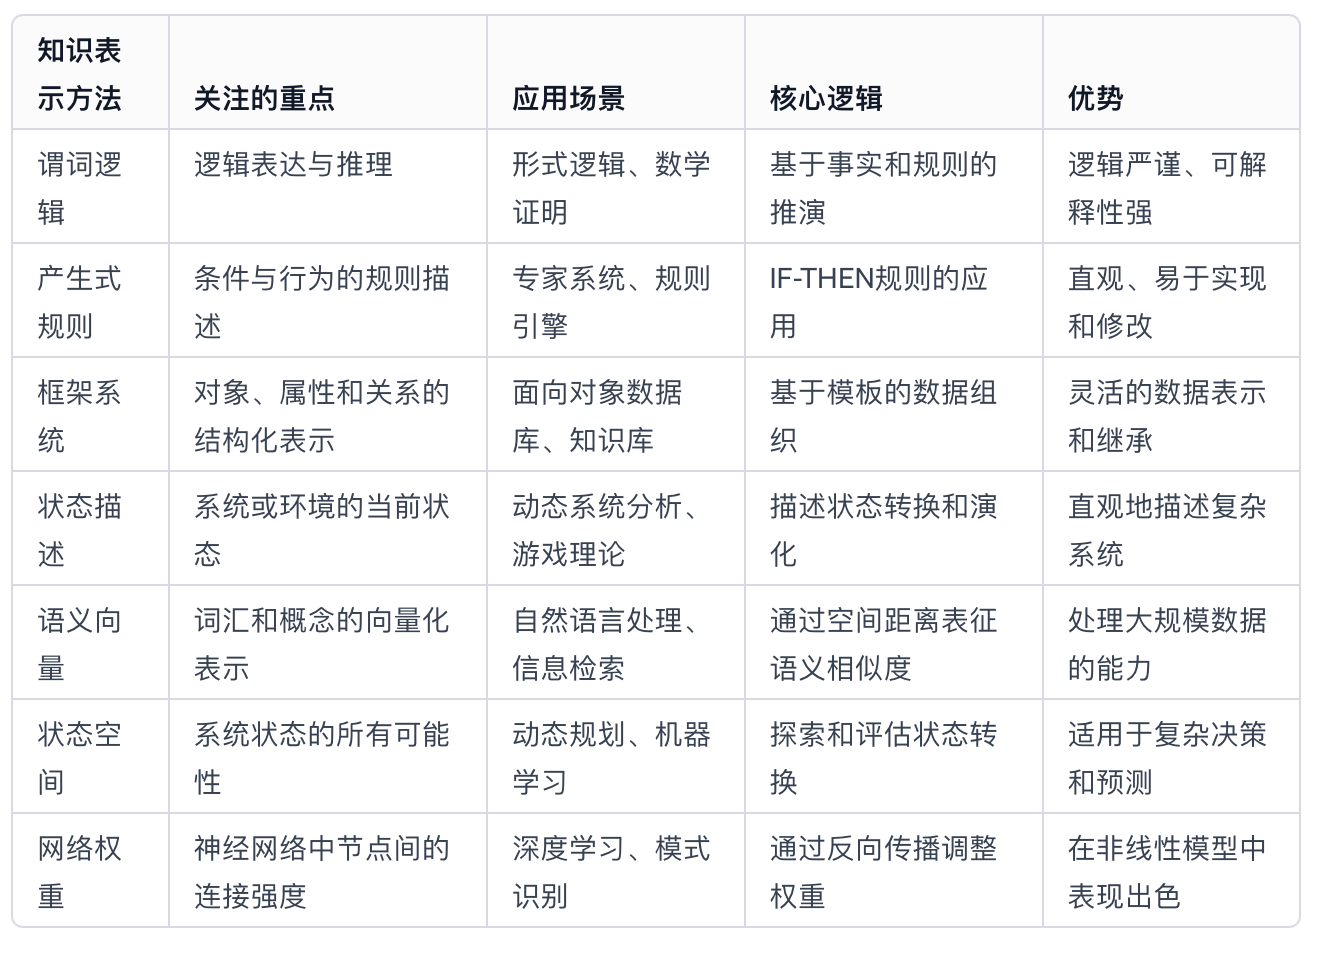 知识表
示方法
关注的重点
应用场景
核心逻辑
优势
谓词逻
辑
逻辑表达与推理
形式逻辑、数学
证明
基于事实和规则的
推演
逻辑严谨、可解
释性强
产生式
规则
条件与行为的规则描
述
专家系统、规则
引擎
IF-THEN规则的应
用
直观、易于实现
和修改
框架系
统
对象、属性和关系的
结构化表示
面向对象数据
库、知识库
基于模板的数据组
织
灵活的数据表示
和继承
状态描
述
系统或环境的当前状
态
动态系统分析、
游戏理论
描述状态转换和演
化
直观地描述复杂
系统
语义向
量
词汇和概念的向量化
表示
自然语言处理、
信息检索
通过空间距离表征
语义相似度
处理大规模数据
的能力
状态空
间
系统状态的所有可能
性
动态规划、机器
学习
探索和评估状态转
换
适用于复杂决策
和预测
网络权
重
神经网络中节点间的
连接强度
深度学习、模式
识别
通过反向传播调整
权重
在非线性模型中
表现出色